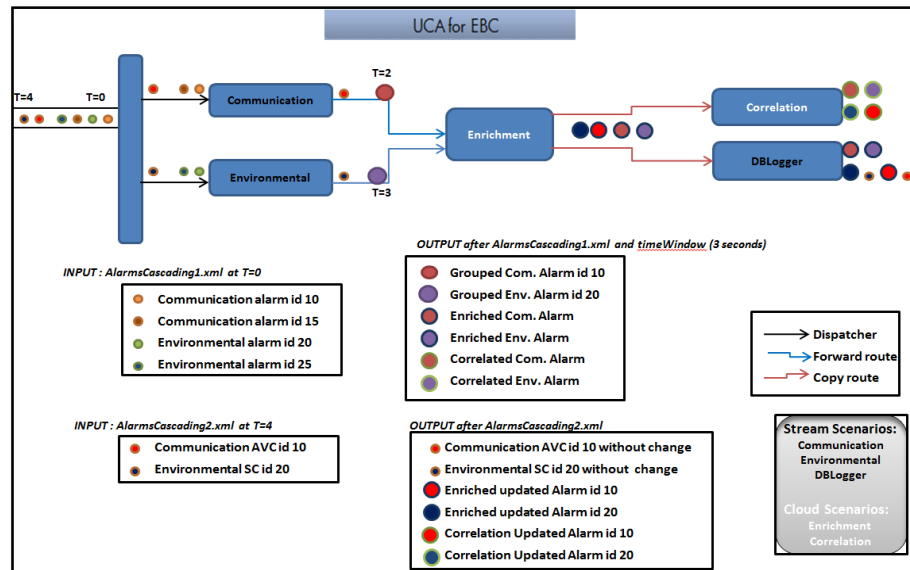 UCA for EBC
T=4
T=0
T=2
Communication
Enrichment
Correlation
DBLogger
Environmental
T=3
OUTPUT after AlarmsCascading1.xml and timeWindow (3 seconds)
INPUT : AlarmsCascading1.xml at T=0
Communication alarm id 10
Communication alarm id 15
Environmental alarm id 20
Environmental alarm id 25
Grouped Com. Alarm id 10
Grouped Env. Alarm id 20
Enriched Com. Alarm
Enriched Env. Alarm
Correlated Com. Alarm
Correlated Env. Alarm
Dispatcher
Forward route
Copy route
INPUT : AlarmsCascading2.xml at T=4
Communication AVC id 10
Environmental SC id 20
OUTPUT after AlarmsCascading2.xml
Communication AVC id 10 without change
Environmental SC id 20 without change
Enriched updated Alarm id 10
Enriched updated Alarm id 20
Correlation Updated Alarm id 10
Correlation Updated Alarm id 20
Stream Scenarios:
Communication
Environmental
DBLogger
Cloud Scenarios:
Enrichment
Correlation